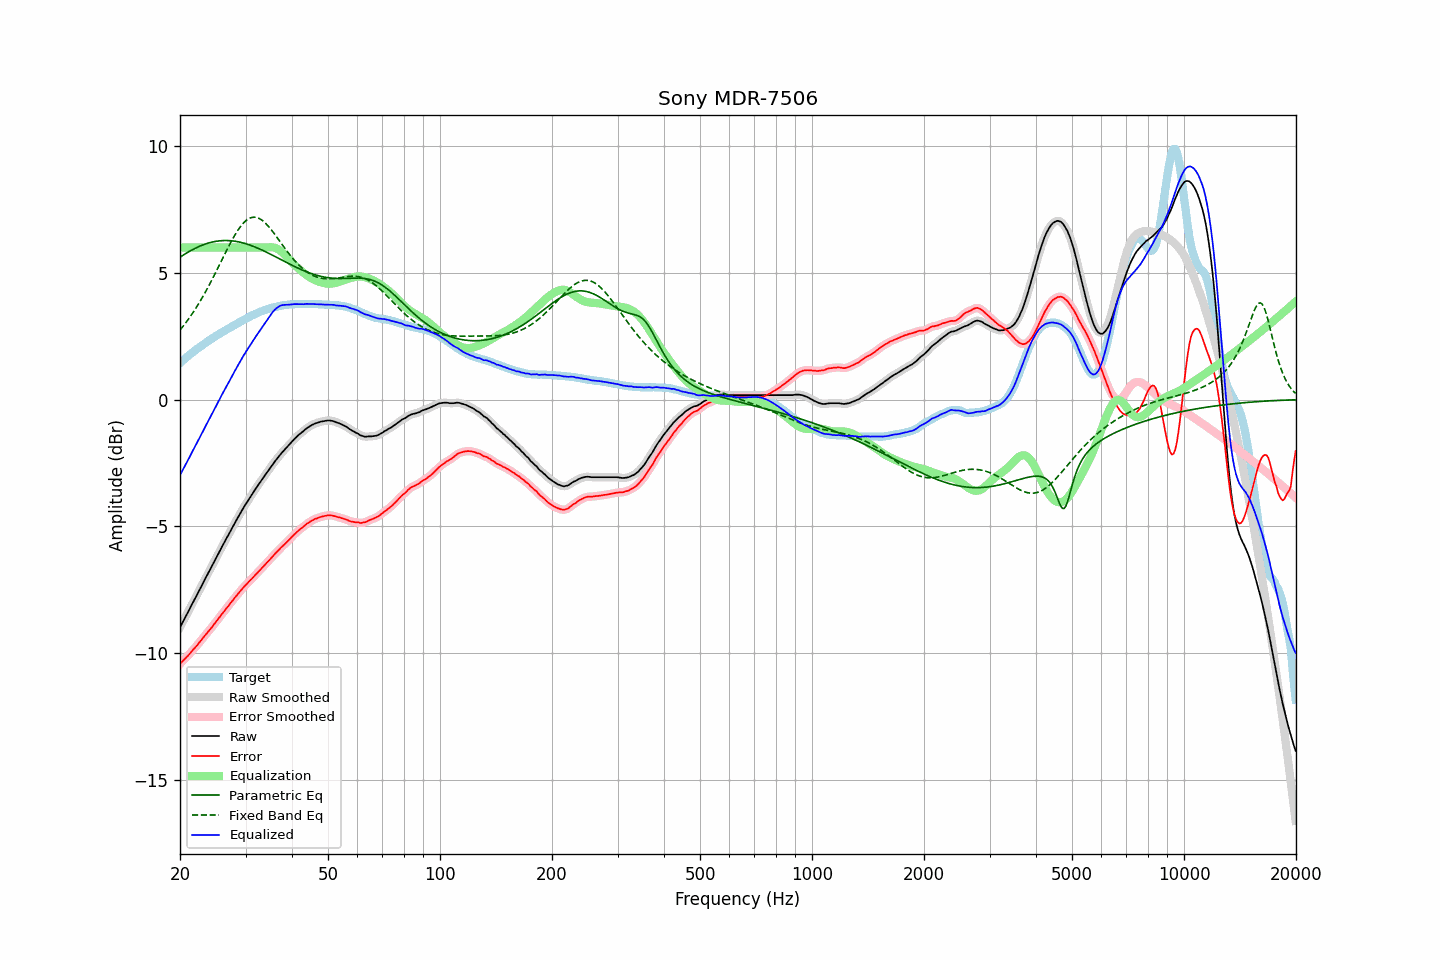 Sony MDR-7506
Amplitude (dBr)
10
5
0
−5
−10
−15
Target
Raw Smoothed
Error Smoothed
Raw
Error
Equalization
Parametric Eq
Fixed Band Eq
Equalized
20 50 100 200 500 1000 2000 5000 10000 20000
Frequency (Hz)